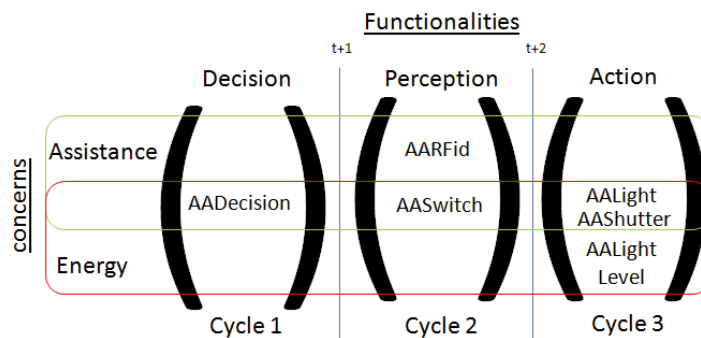 Functionalities
t+1
t+2
Decision
Perception
Action
Assistance
AARFid
concerns
AADecision
AASwitch
AALight
AAShutter
Energy
AALight
Level
Cycle 1
Cycle 2
Cycle 3